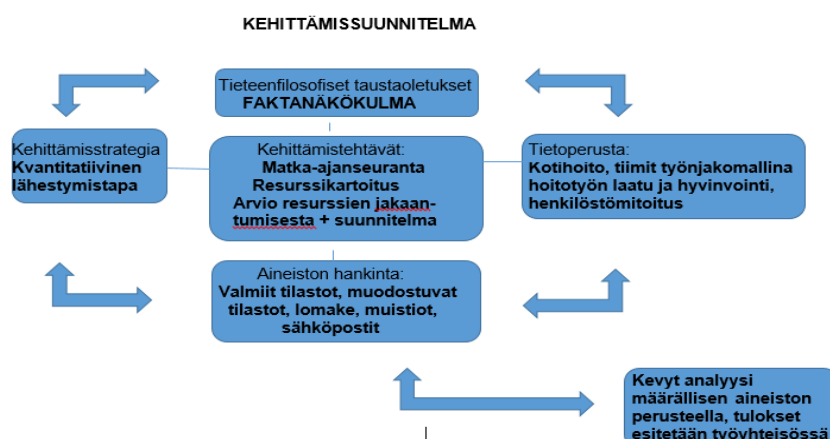 KEHITTÄMISSUUNNITELMA
Tieteenfilosofiset taustaoletukset
FAKTANÄKÖKULMA
Kehittämisstrategia
Kvantitatiivinen
lähestymistapa
Kehittämistehtävät:
Matka-ajanseuranta
Resurssikartoitus
Arvio resurssien jakaan-
tumisesta + suunnitelma
Tietoperusta:
Kotihoito, tiimit työnjakomallina
hoitotyön laatu ja hyvinvointi,
henkilöstömitoitus
Aineiston hankinta:
Valmiit tilastot, muodostuvat
tilastot, lomake, muistiot,
sähköpostit
Kevyt analyysi
määrällisen aineiston
perusteella, tulokset
esitetään työyhteisössä